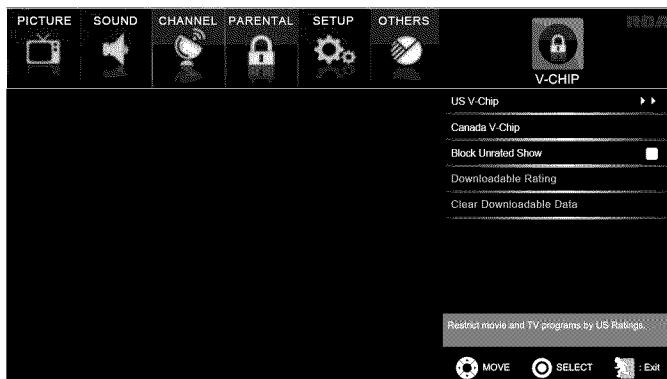 PICTURE SOUND CHANNEL PARENTAL SETUP OTHERS
RCA
V-CHIP
US V-Chip
Canada V-Chip
Block Unrated Show
Downloadable Rating
Clear Downloadable Data
Restrict movie and TV programs by US Ratings.
MOVE SELECT : Exit